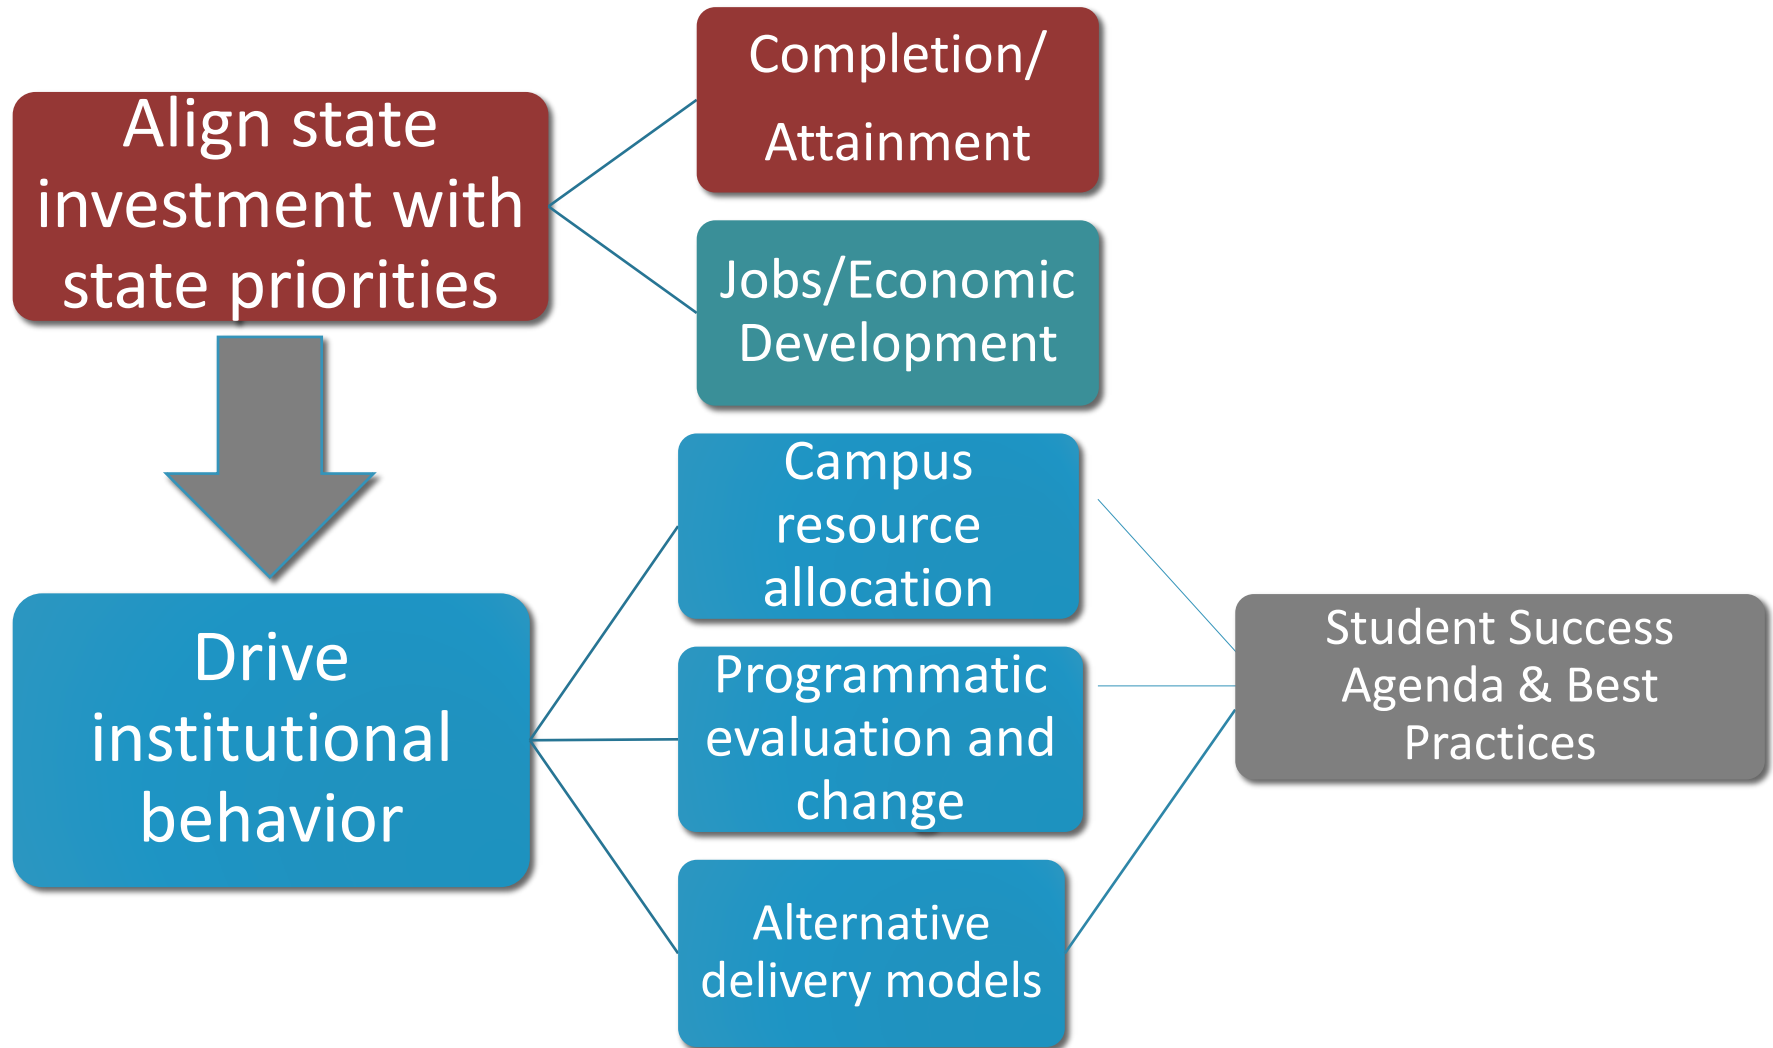 Align state
investment with
state priorities
Completion/
Attainment
Jobs/Economic
Development
Drive
institutional
behavior
Campus
resource
allocation
Programmatic
evaluation and
change
Alternative
delivery models
Student Success
Agenda & Best
Practices